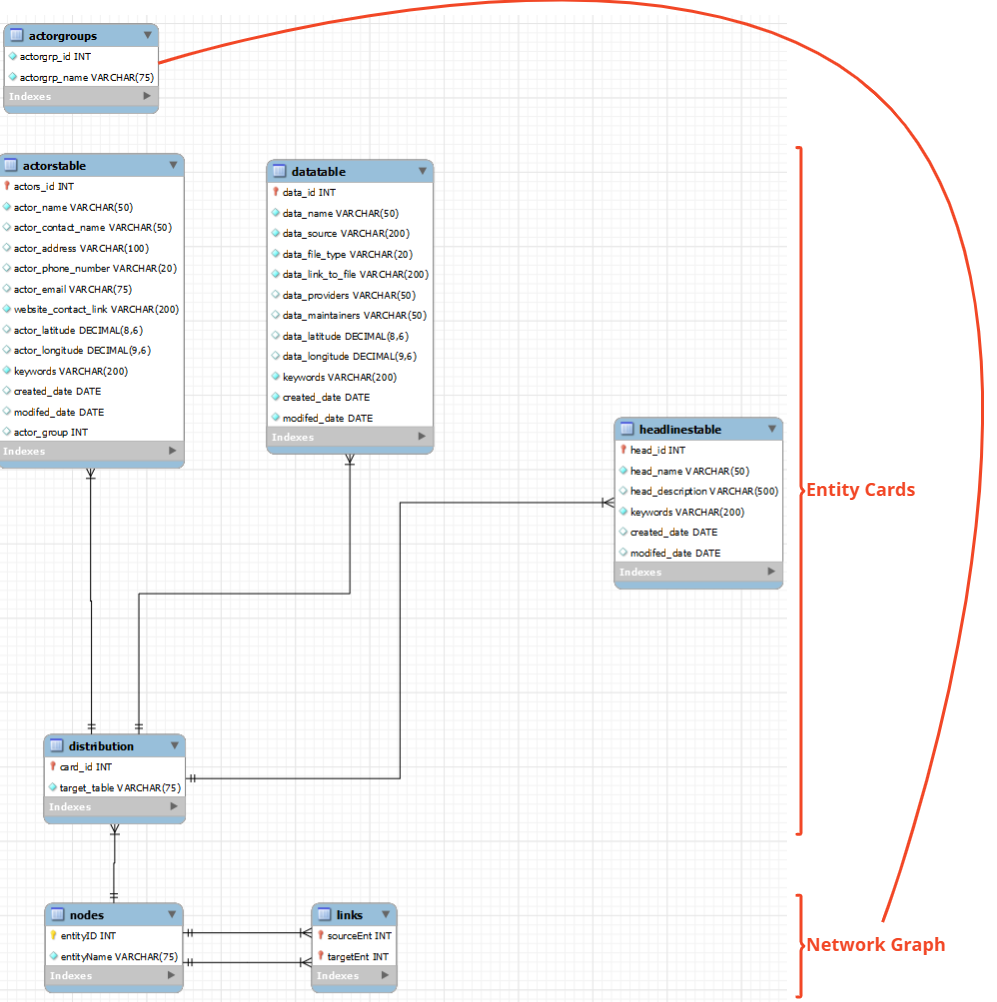 actorgroups
actorgrp_id INT
actorgrp_name VARCHAR(75)
Indexes
actorstable
actors_id INT
actor_name VARCHAR(50)
actor_contact_name VARCHAR(50)
actor_address VARCHAR(100)
actor_phone_number VARCHAR(20)
actor_email VARCHAR(75)
website_contact_link VARCHAR(200)
actor_latitude DECIMAL(8,6)
actor_longitude DECIMAL(9,6)
keywords VARCHAR(200)
created_date DATE
modifed_date DATE
actor_group INT
Indexes
datatable
data_id INT
data_name VARCHAR(50)
data_source VARCHAR(200)
data_file_type VARCHAR(20)
data_link_to_file VARCHAR(200)
data_providers VARCHAR(50)
data_maintainers VARCHAR(50)
data_latitude DECIMAL(8,6)
data_longitude DECIMAL(9,6)
keywords VARCHAR(200)
created_date DATE
modifed_date DATE
Indexes
headlinestable
head_id INT
head_name VARCHAR(50)
head_description VARCHAR(500)
keywords VARCHAR(200)
created_date DATE
modifed_date DATE
Indexes
Entity Cards
distribution
card_id INT
target_table VARCHAR(75)
Indexes
nodes
entityID INT
entityName VARCHAR(75)
Indexes
links
sourceEnt INT
targetEnt INT
Indexes
Network Graph